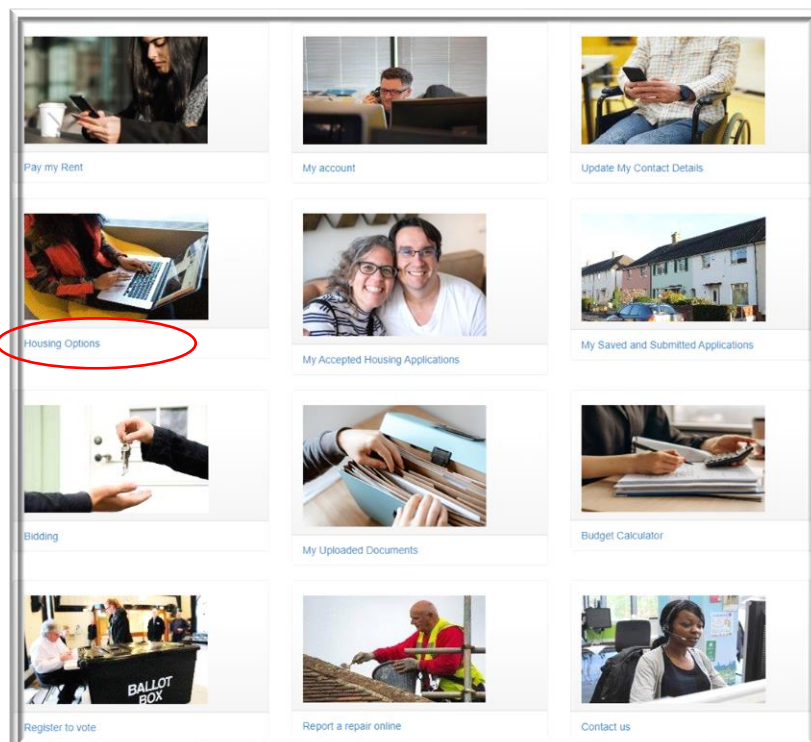 Pay my Rent
My account
Update My Contact Details
Housing Options
My Accepted Housing Applications
My Saved and Submitted Applications
Bidding
My Uploaded Documents
Budget Calculator
BALLOT
BOX
Register to vote
Report a repair online
Contact us